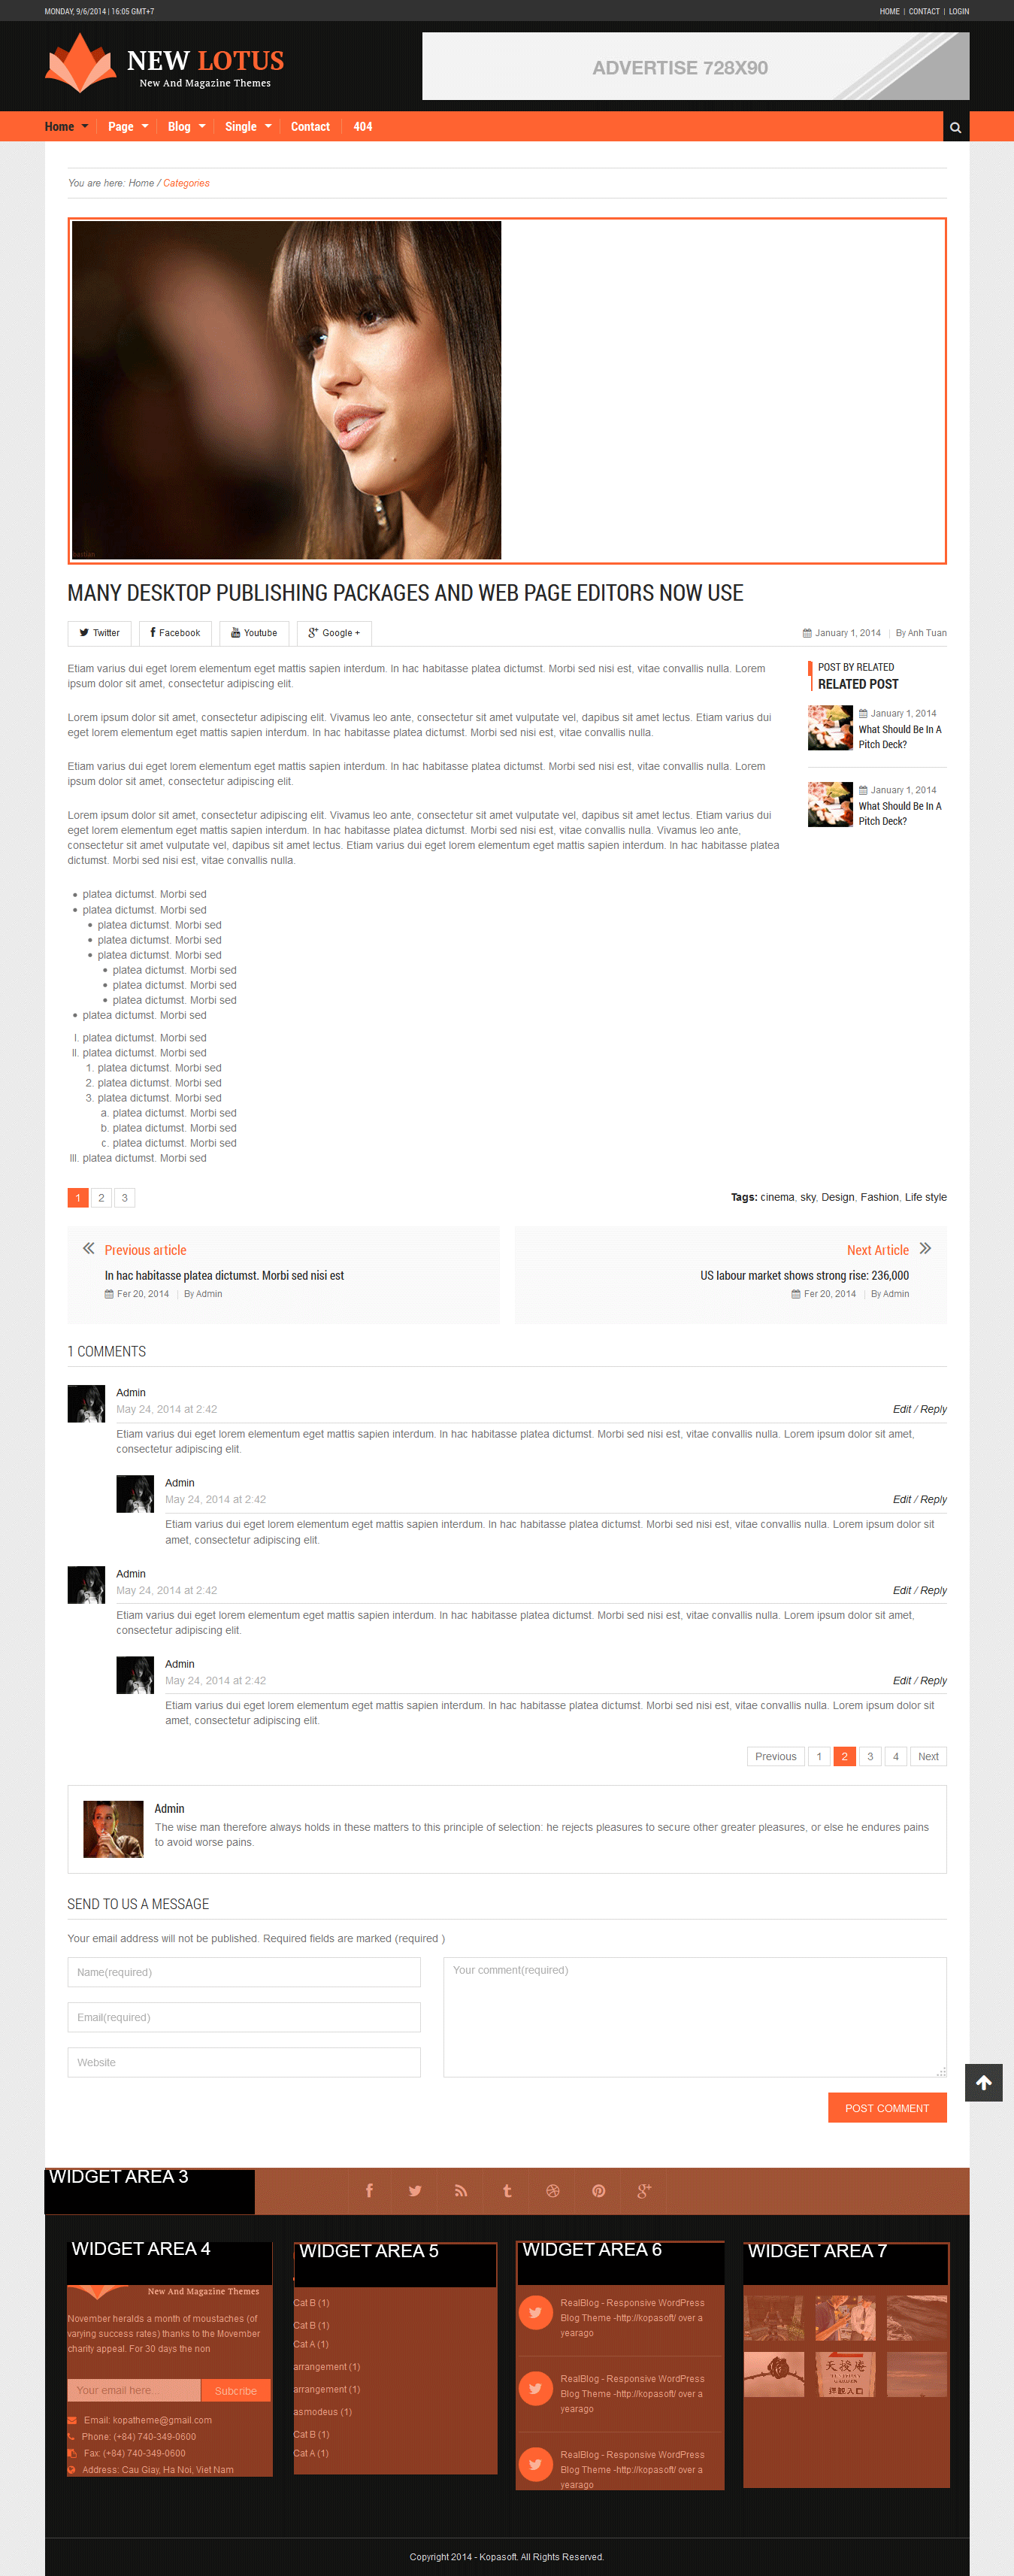 MONDAY, 9/6/2014 | 16:05 GMT+7
HOME | CONTACT | LOGIN
NEW LOTUS
New And Magazine Themes
ADVERTISE 728X90
Home Page Blog Single Contact 404
You are here: Home / Categories
MANY DESKTOP PUBLISHING PACKAGES AND WEB PAGE EDITORS NOW USE
Twitter Facebook Youtube Google +
January 1, 2014 | By Anh Tuan
Etiam varius dui eget lorem elementum eget mattis sapien interdum. In hac habitasse platea dictumst. Morbi sed nisi est, vitae convallis nulla. Lorem
ipsum dolor sit amet, consectetur adipiscing elit.
Lorem ipsum dolor sit amet, consectetur adipiscing elit. Vivamus leo ante, consectetur sit amet vulputate vel, dapibus sit amet lectus. Etiam varius dui
eget lorem elementum eget mattis sapien interdum. In hac habitasse platea dictumst. Morbi sed nisi est, vitae convallis nulla.
Etiam varius dui eget lorem elementum eget mattis sapien interdum. In hac habitasse platea dictumst. Morbi sed nisi est, vitae convallis nulla. Lorem
ipsum dolor sit amet, consectetur adipiscing elit.
Lorem ipsum dolor sit amet, consectetur adipiscing elit. Vivamus leo ante, consectetur sit amet vulputate vel, dapibus sit amet lectus. Etiam varius dui
eget lorem elementum eget mattis sapien interdum. In hac habitasse platea dictumst. Morbi sed nisi est, vitae convallis nulla. Vivamus leo ante,
consectetur sit amet vulputate vel, dapibus sit amet lectus. Etiam varius dui eget lorem elementum eget mattis sapien interdum. In hac habitasse platea
dictumst. Morbi sed nisi est, vitae convallis nulla.
POST BY RELATED
RELATED POST
January 1, 2014
What Should Be In A
Pitch Deck?
January 1, 2014
What Should Be In A
Pitch Deck?
• platea dictumst. Morbi sed
• platea dictumst. Morbi sed
• platea dictumst. Morbi sed
• platea dictumst. Morbi sed
• platea dictumst. Morbi sed
• platea dictumst. Morbi sed
• platea dictumst. Morbi sed
• platea dictumst. Morbi sed
• platea dictumst. Morbi sed
I. platea dictumst. Morbi sed
II. platea dictumst. Morbi sed
1. platea dictumst. Morbi sed
2. platea dictumst. Morbi sed
3. platea dictumst. Morbi sed
a. platea dictumst. Morbi sed
b. platea dictumst. Morbi sed
c. platea dictumst. Morbi sed
III. platea dictumst. Morbi sed
1 2 3
Tags: cinema, sky, Design, Fashion, Life style
Previous article
In hac habitasse platea dictumst. Morbi sed nisi est
Fer 20, 2014 | By Admin
Next Article
US labour market shows strong rise: 236,000
Fer 20, 2014 | By Admin
1 COMMENTS
Admin
May 24, 2014 at 2:42
Edit / Reply
Etiam varius dui eget lorem elementum eget mattis sapien interdum. In hac habitasse platea dictumst. Morbi sed nisi est, vitae convallis nulla. Lorem ipsum dolor sit amet,
consectetur adipiscing elit.
Admin
May 24, 2014 at 2:42
Edit / Reply
Etiam varius dui eget lorem elementum eget mattis sapien interdum. In hac habitasse platea dictumst. Morbi sed nisi est, vitae convallis nulla. Lorem ipsum dolor sit
amet, consectetur adipiscing elit.
Admin
May 24, 2014 at 2:42
Edit / Reply
Etiam varius dui eget lorem elementum eget mattis sapien interdum. In hac habitasse platea dictumst. Morbi sed nisi est, vitae convallis nulla. Lorem ipsum dolor sit amet,
consectetur adipiscing elit.
Admin
May 24, 2014 at 2:42
Edit / Reply
Etiam varius dui eget lorem elementum eget mattis sapien interdum. In hac habitasse platea dictumst. Morbi sed nisi est, vitae convallis nulla. Lorem ipsum dolor sit
amet, consectetur adipiscing elit.
Previous 1 2 3 4 Next
Admin
The wise man therefore always holds in these matters to this principle of selection: he rejects pleasures to secure other greater pleasures, or else he endures pains
to avoid worse pains.
SEND TO US A MESSAGE
Your email address will not be published. Required fields are marked (required )
Name(required)
Email(required)
Website
Your comment(required)
POST COMMENT
WIDGET AREA 3
WIDGET AREA 4
New And Magazine Themes
November heralds a month of moustaches (of
varying success rates) thanks to the Movember
charity appeal. For 30 days the non
Your email here... Subcribe
Email: kopatheme@gmail.com
Phone: (+84) 740-349-0600
Fax: (+84) 740-349-0600
Address: Cau Giay, Ha Noi, Viet Nam
WIDGET AREA 5
Cat B (1)
Cat B (1)
Cat A (1)
arrangement (1)
arrangement (1)
asmodeus (1)
Cat B (1)
Cat A (1)
WIDGET AREA 6
RealBlog - Responsive WordPress
Blog Theme -http://kopasoft/ over a
yearago
RealBlog - Responsive WordPress
Blog Theme -http://kopasoft/ over a
yearago
RealBlog - Responsive WordPress
Blog Theme -http://kopasoft/ over a
yearago
WIDGET AREA 7
天授庵
拝観入口
Copyright 2014 - Kopasoft. All Rights Reserved.